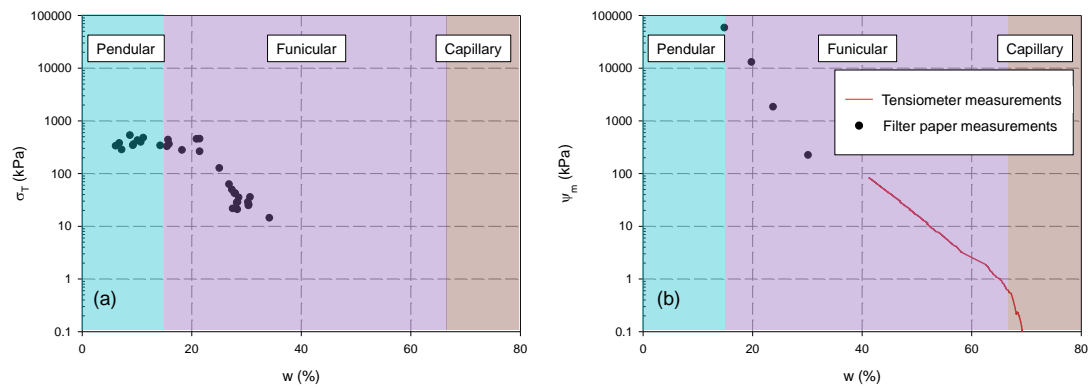 100000
10000
1000
100
10
1
0.1
σT (kPa)
Pendular
Funicular
Capillary
(a)
0
20
40
60
80
w (%)
100000
10000
1000
100
10
1
0.1
ψm (kPa)
Pendular
Funicular
Capillary
Tensiometer measurements
Filter paper measurements
(b)
0
20
40
60
80
w (%)